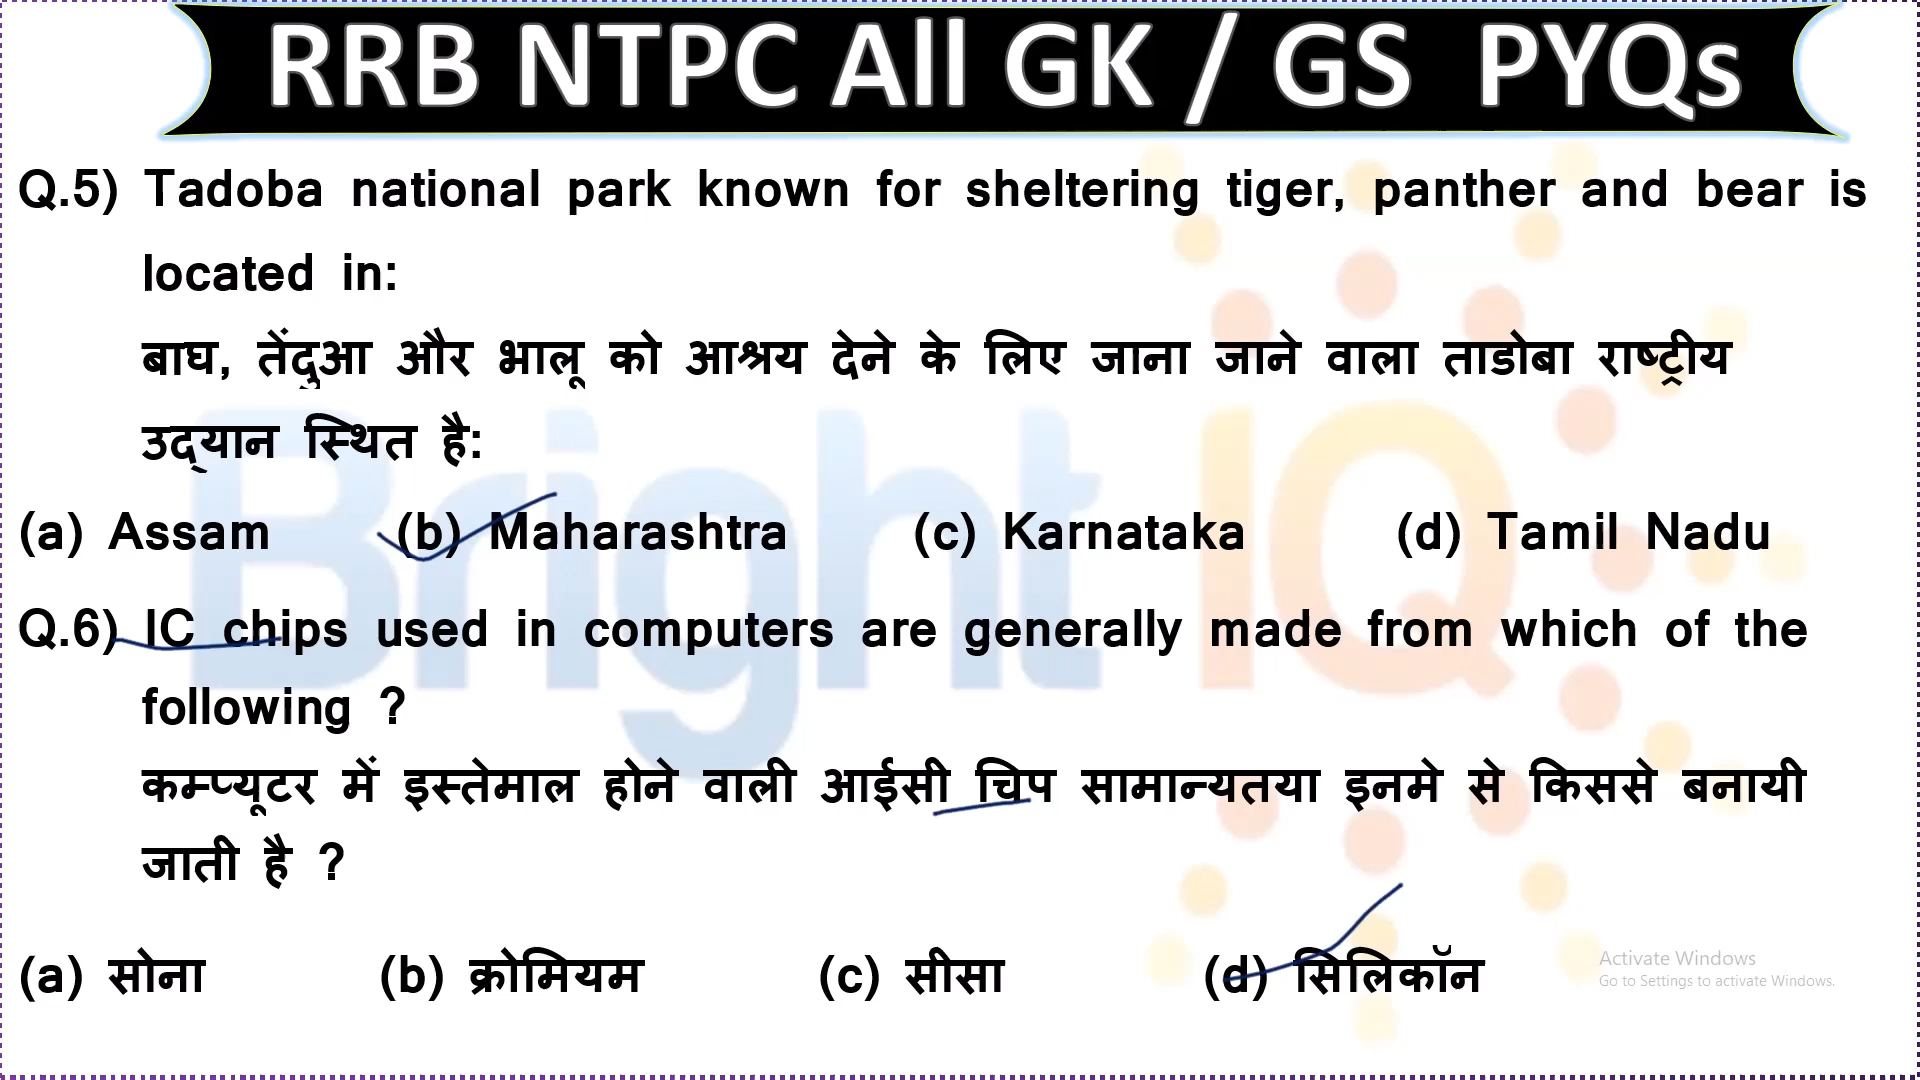 RRB NTPC All GK / GS PYQs
Q.5) Tadoba national park known for sheltering tiger, panther and bear is
located in:
बाघ, तेंदुआ और भालू को आश्रय देने के लिए जाना जाने वाला ताडोबा राष्ट्रीय
उद्यान स्थित है:
(a) Assam (b) Maharashtra (c) Karnataka (d) Tamil Nadu
Q.6) IC chips used in computers are generally made from which of the
following ?
कम्प्यूटर में इस्तेमाल होने वाली आईसी चिप सामान्यतया इनमे से किससे बनायी
जाती है ?
(a) सोना (b) क्रोमियम (c) सीसा (d) सिलिकॉन
Bright IQ
Activate Windows
Go to Settings to activate Windows.